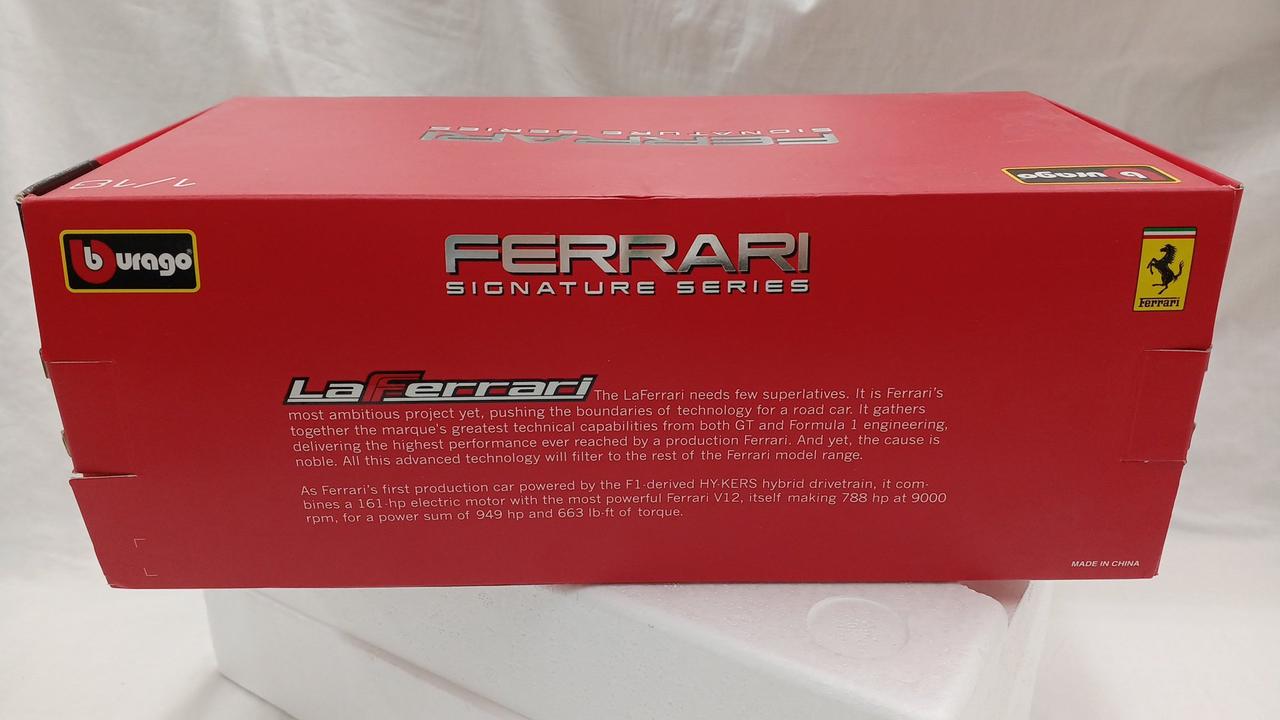 FERRARI
SIGNATURE SERIES
1/18
burago
burago
FERRARI
SIGNATURE SERIES
Ferrari
LaFerrari The LaFerrari needs few superlatives. It is Ferrari's
most ambitious project yet, pushing the boundaries of technology for a road car. It gathers
together the marque's greatest technical capabilities from both GT and Formula 1 engineering,
delivering the highest performance ever reached by a production Ferrari. And yet, the cause is
noble. All this advanced technology will filter to the rest of the Ferrari model range.
As Ferrari's first production car powered by the F1-derived HY-KERS hybrid drivetrain, it com-
bines a 161-hp electric motor with the most powerful Ferrari V12, itself making 788 hp at 9000
rpm, for a power sum of 949 hp and 663 lb-ft of torque.
MADE IN CHINA